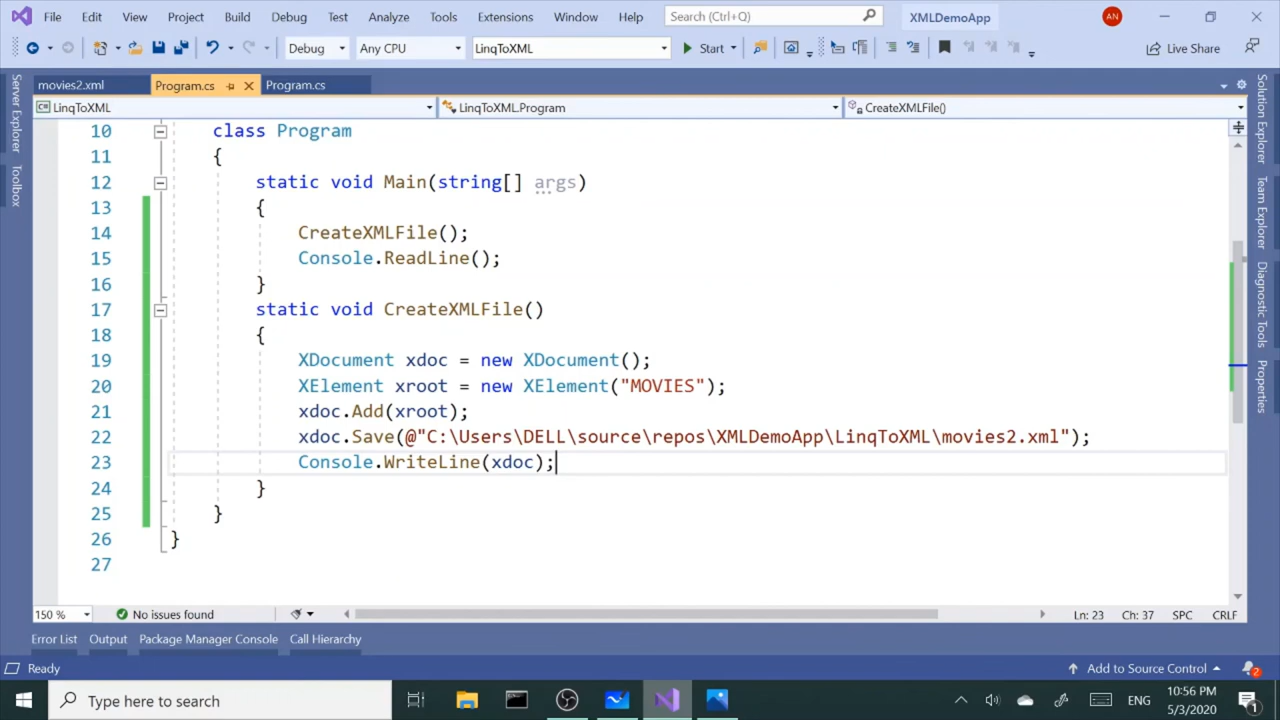 File Edit View Project Build Debug Test Analyze Tools Extensions Window Help Search (Ctrl+Q) XMLDemoApp AN
Debug Any CPU LinqToXML Start Live Share
movies2.xml Program.cs Program.cs
LinqToXML LinqToXML.Program CreateXMLFile()
10 class Program
11 {
12 static void Main(string[] args)
13 {
14 CreateXMLFile();
15 Console.ReadLine();
16 }
17 static void CreateXMLFile()
18 {
19 XDocument xdoc = new XDocument();
20 XElement xroot = new XElement("MOVIES");
21 xdoc.Add(xroot);
22 xdoc.Save(@"C:\Users\DELL\source\repos\XMLDemoApp\LinqToXML\movies2.xml");
23 Console.WriteLine(xdoc);
24 }
25 }
26 }
27
Server Explorer
Toolbox
Solution Explorer
Team Explorer
Diagnostic Tools
Properties
150 % No issues found Ln: 23 Ch: 37 SPC CRLF
Error List Output Package Manager Console Call Hierarchy
Ready Add to Source Control 2
Type here to search ENG 10:56 PM
5/3/2020 1